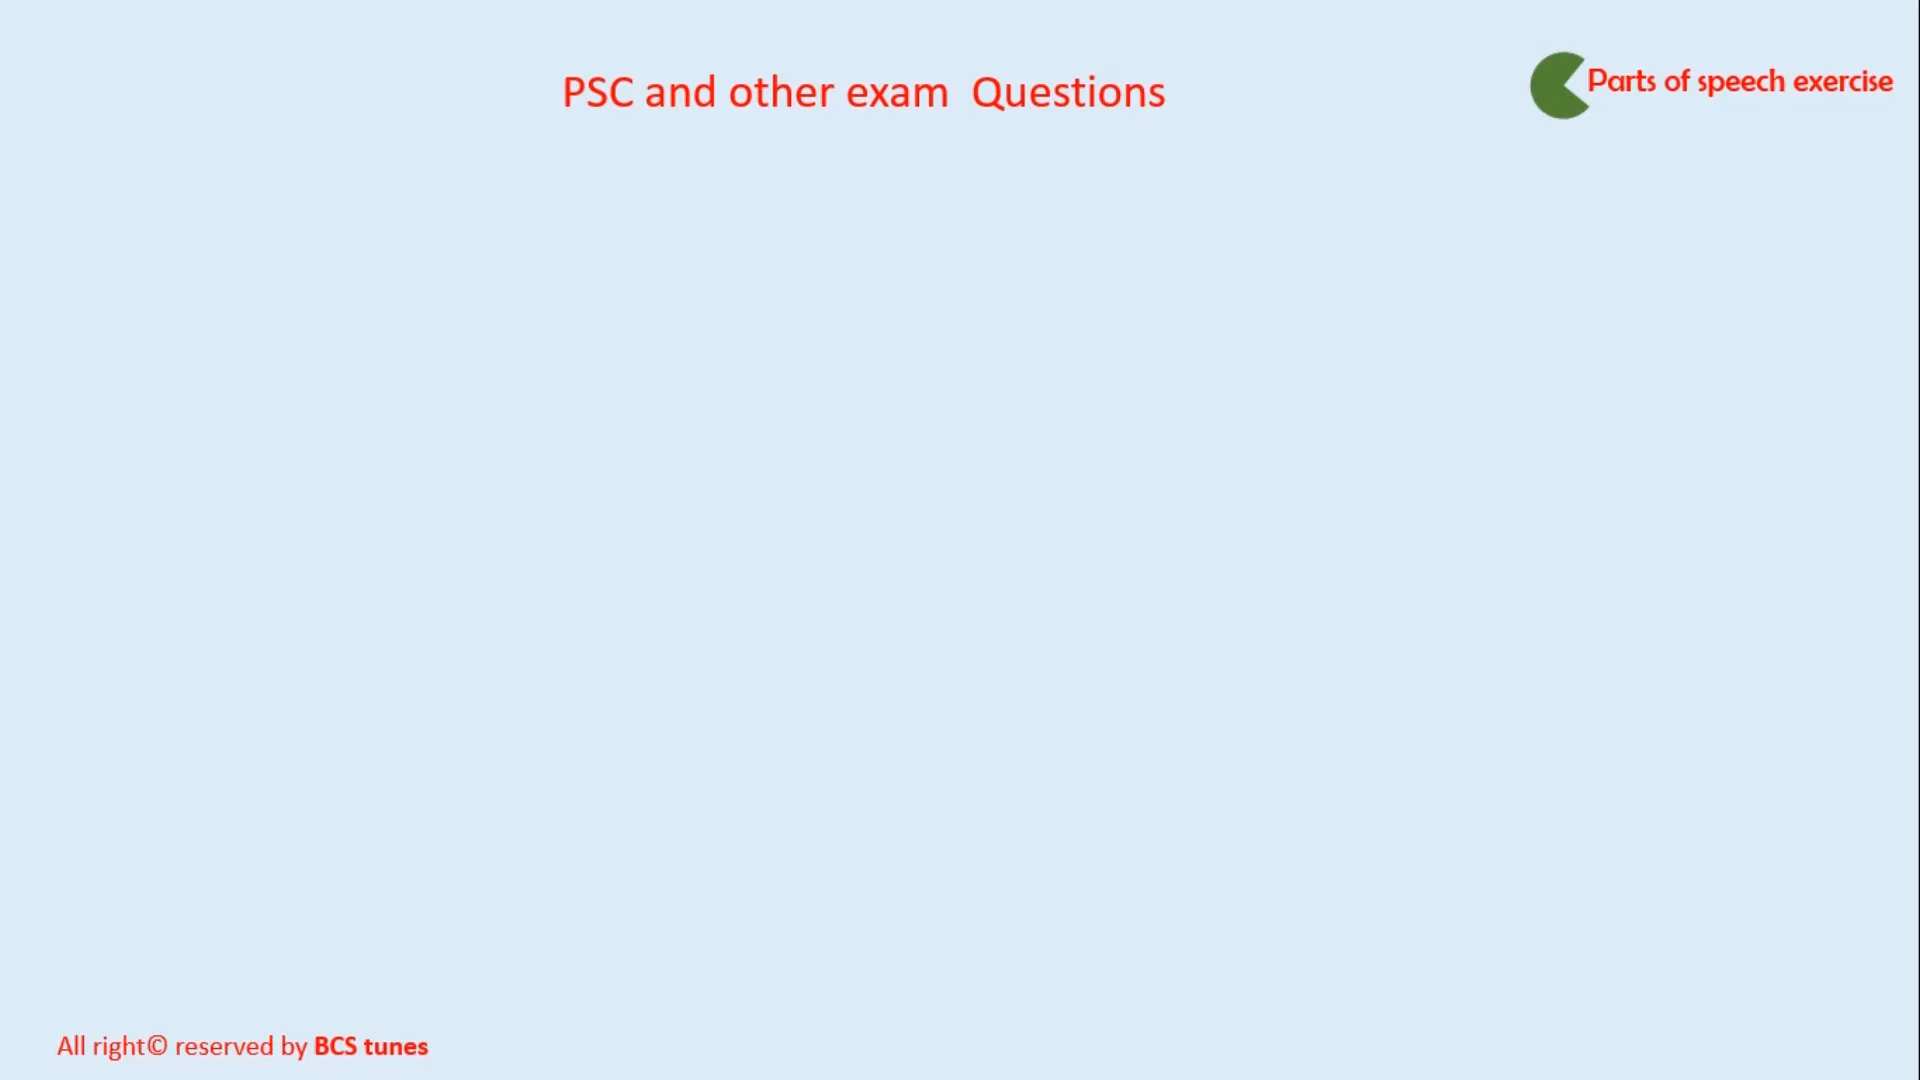 PSC and other exam  Questions
Parts of speech exercise
All right© reserved by BCS tunes